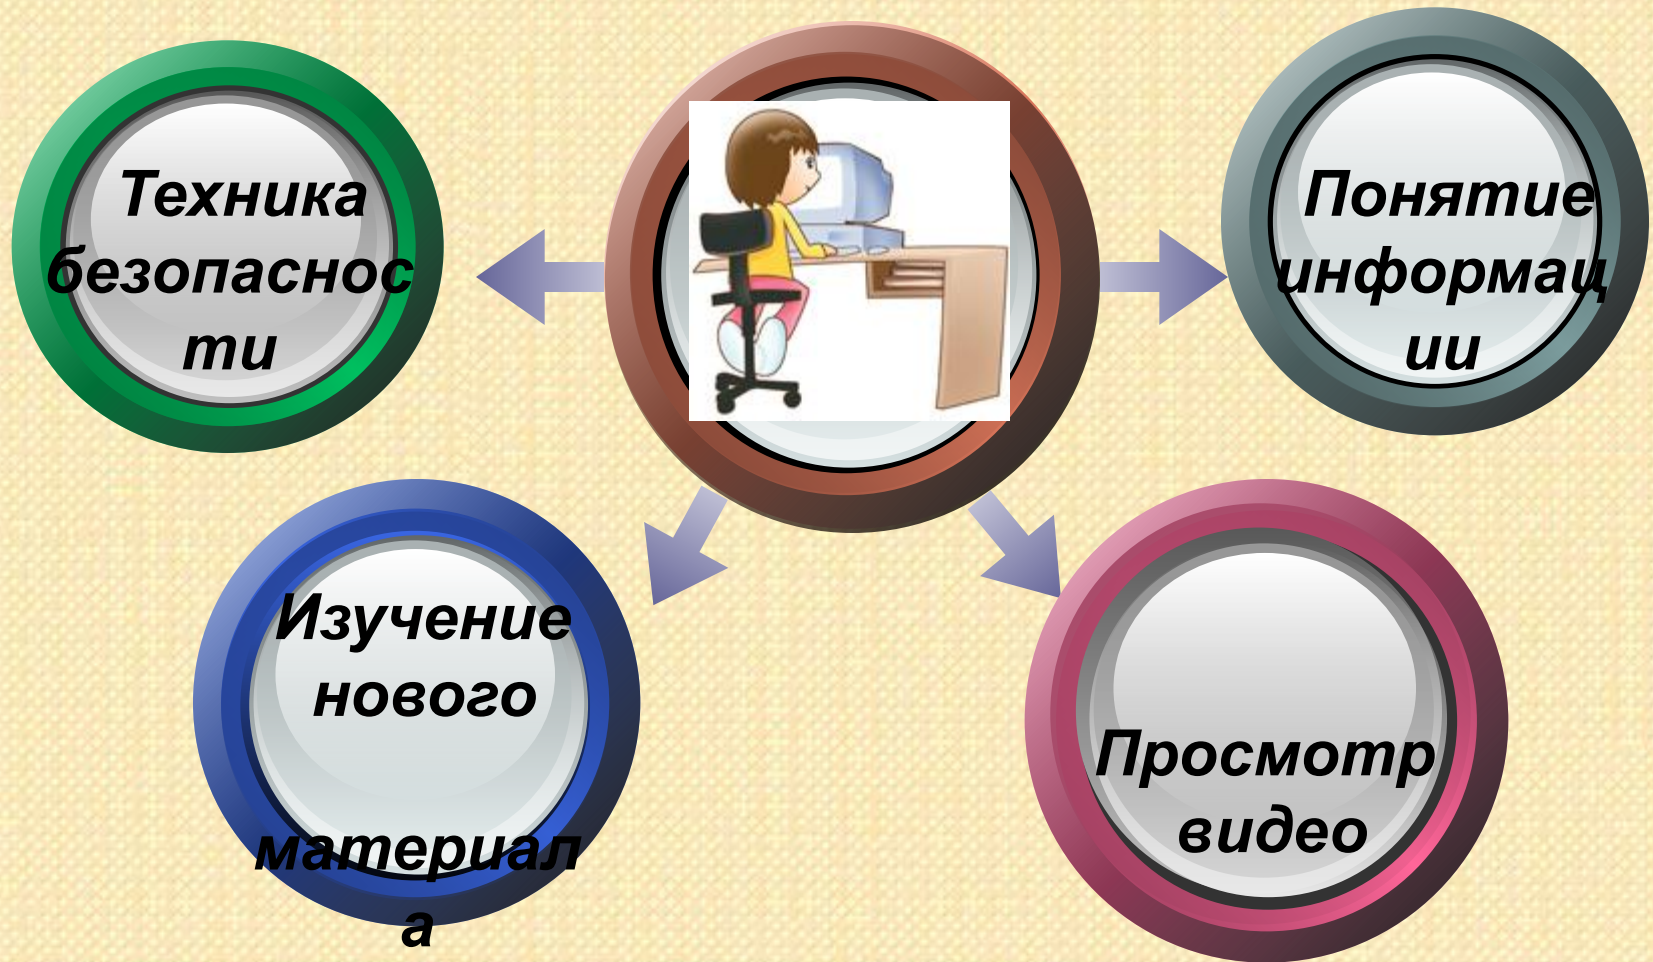 Техника
безопаснос
ти
Понятие
информац
ии
Изучение
нового
материал
а
Просмотр
видео